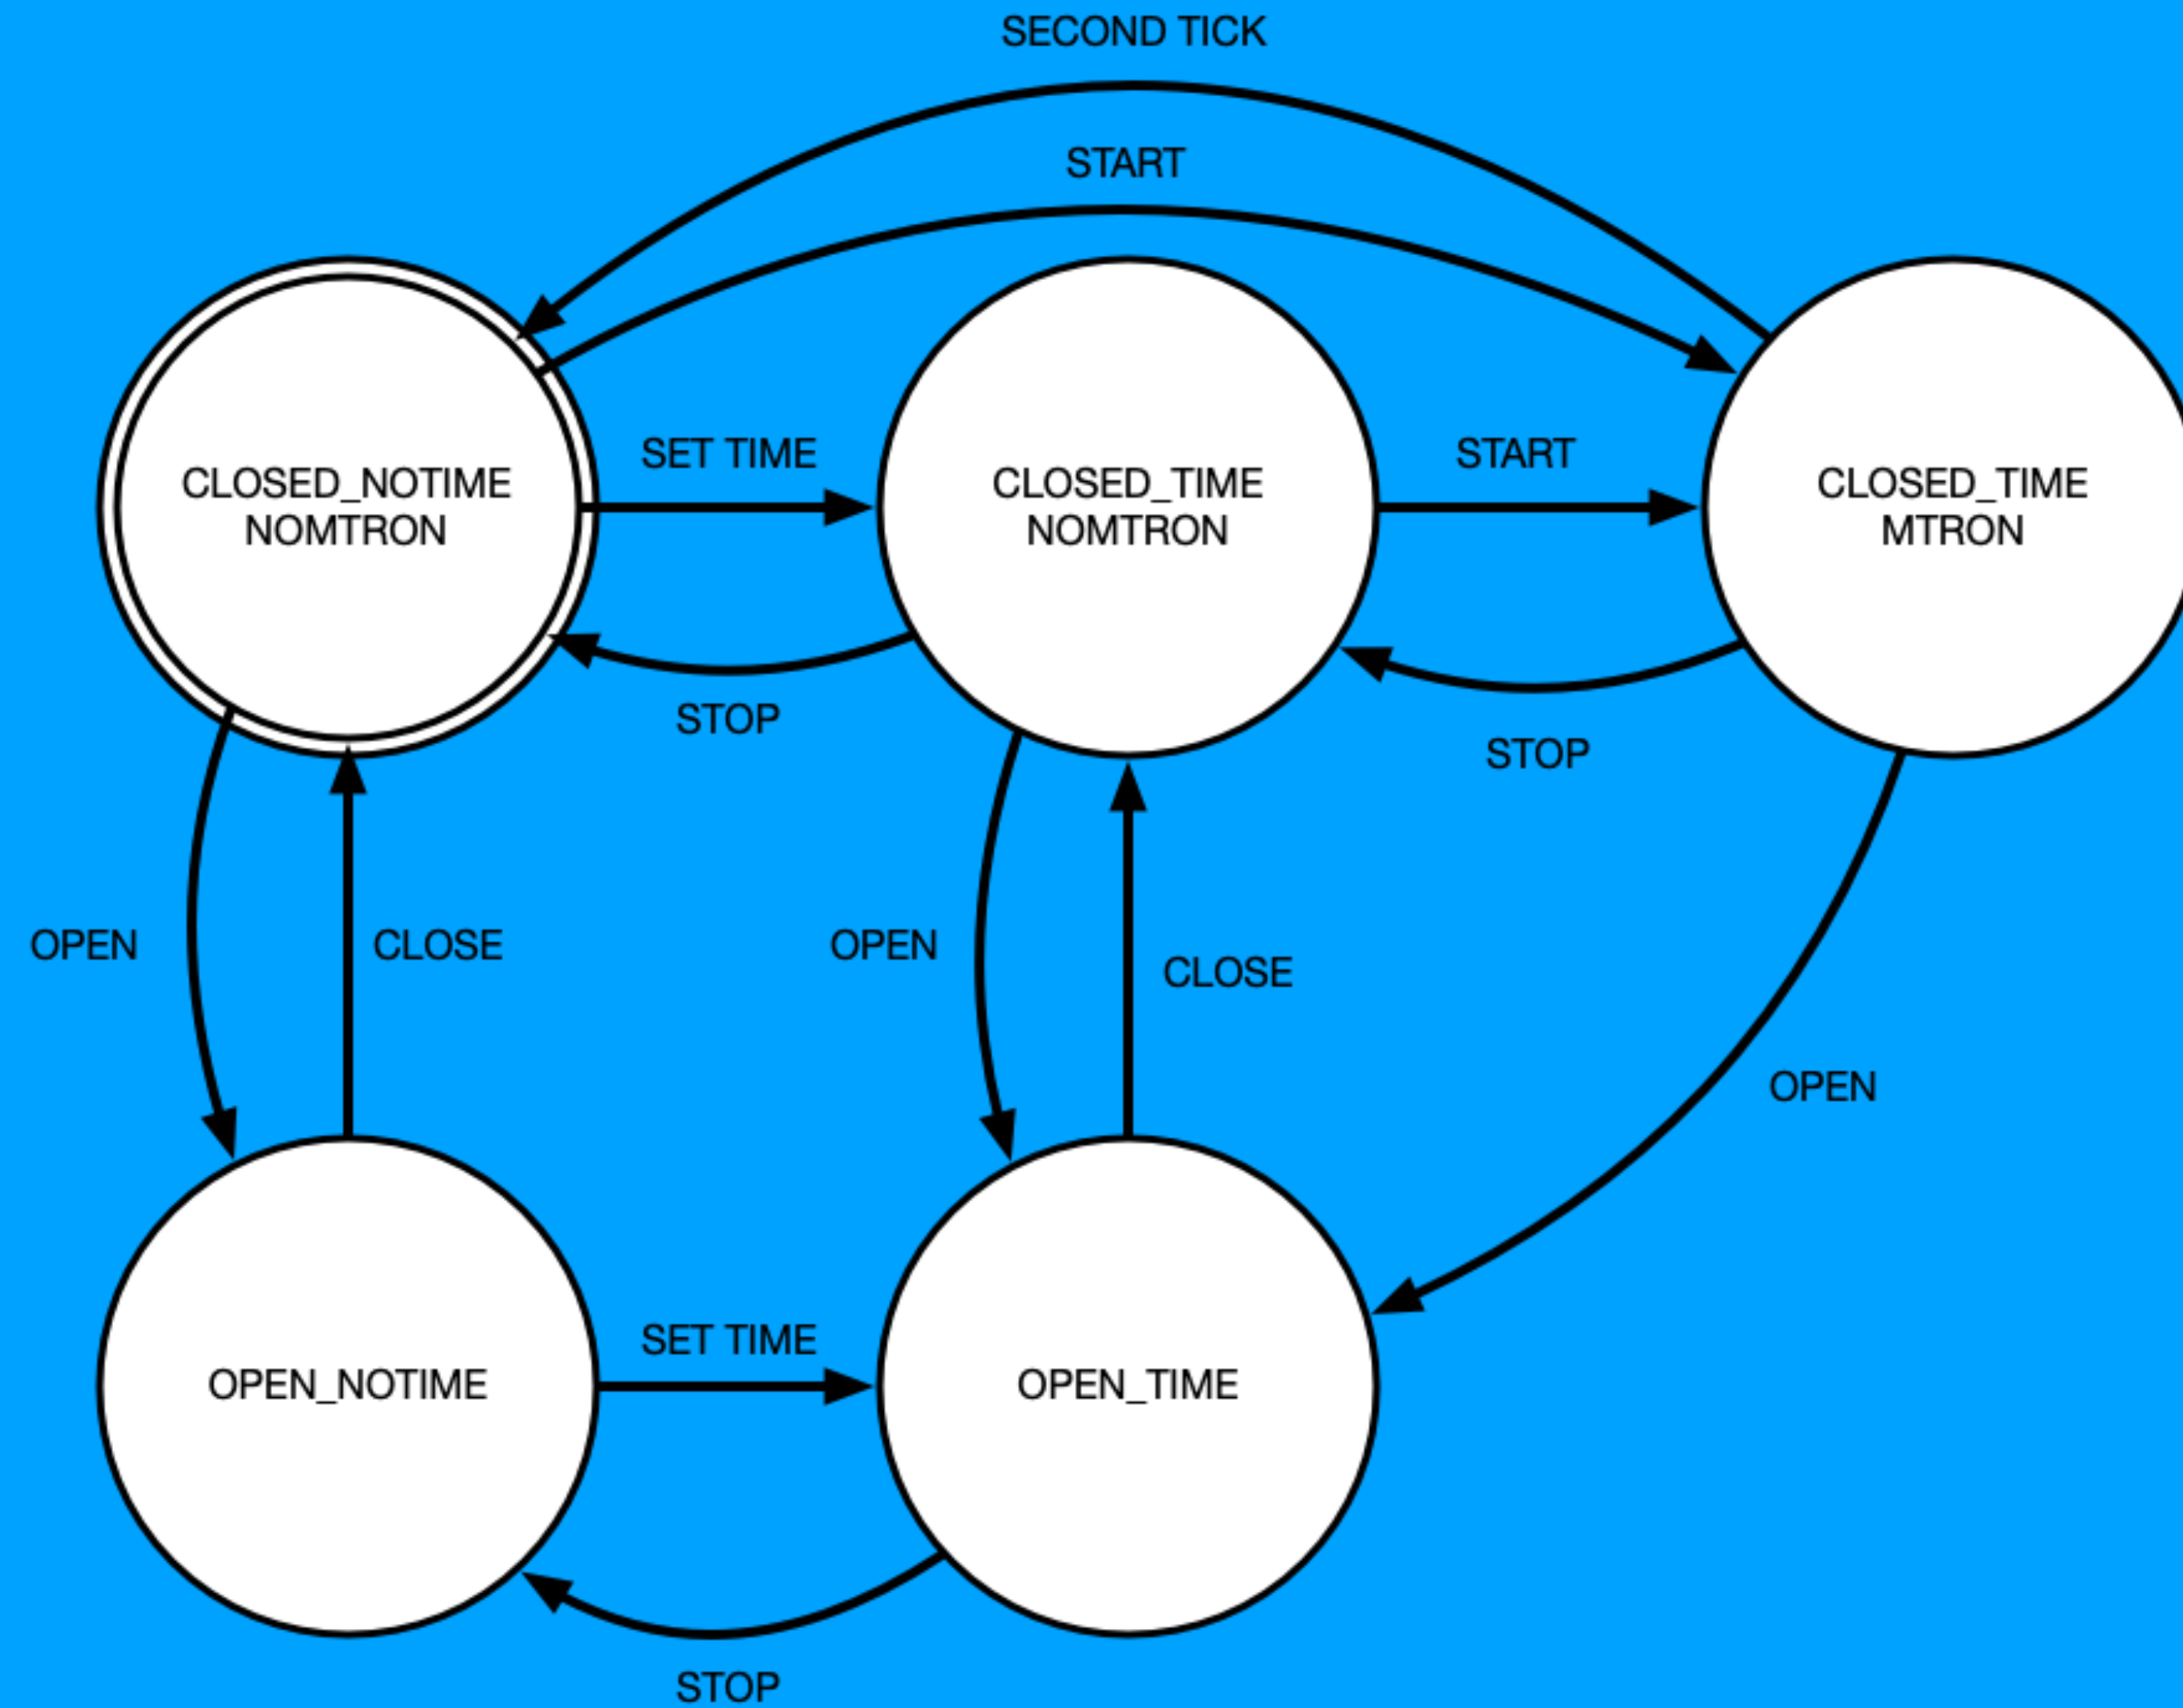 SECOND TICK
START
CLOSED_NOTIME
NOMTRON
SET TIME
CLOSED_TIME
NOMTRON
START
CLOSED_TIME
MTRON
STOP
STOP
OPEN
CLOSE
OPEN
CLOSE
OPEN
OPEN_NOTIME
SET TIME
OPEN_TIME
STOP